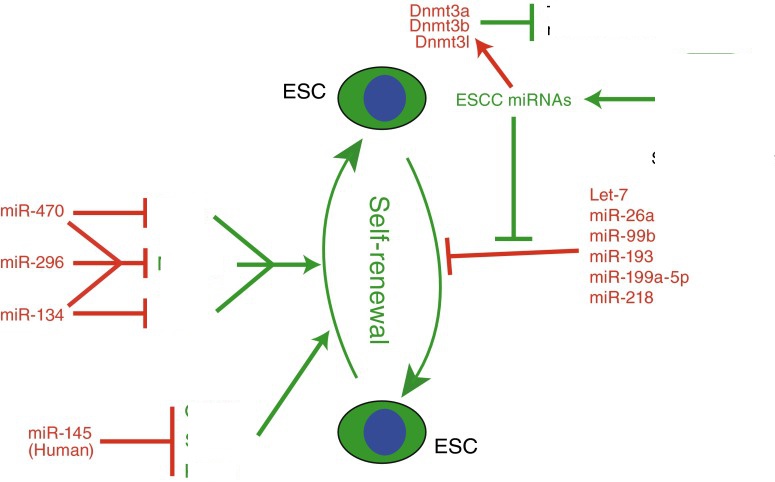 Dnmt3a
Dnmt3b
Dnmt3l
ESC
ESCC miRNAs
Let-7
miR-26a
miR-99b
miR-193
miR-199a-5p
miR-218
miR-470
miR-296
miR-134
Self-renewal
miR-145
(Human)
ESC